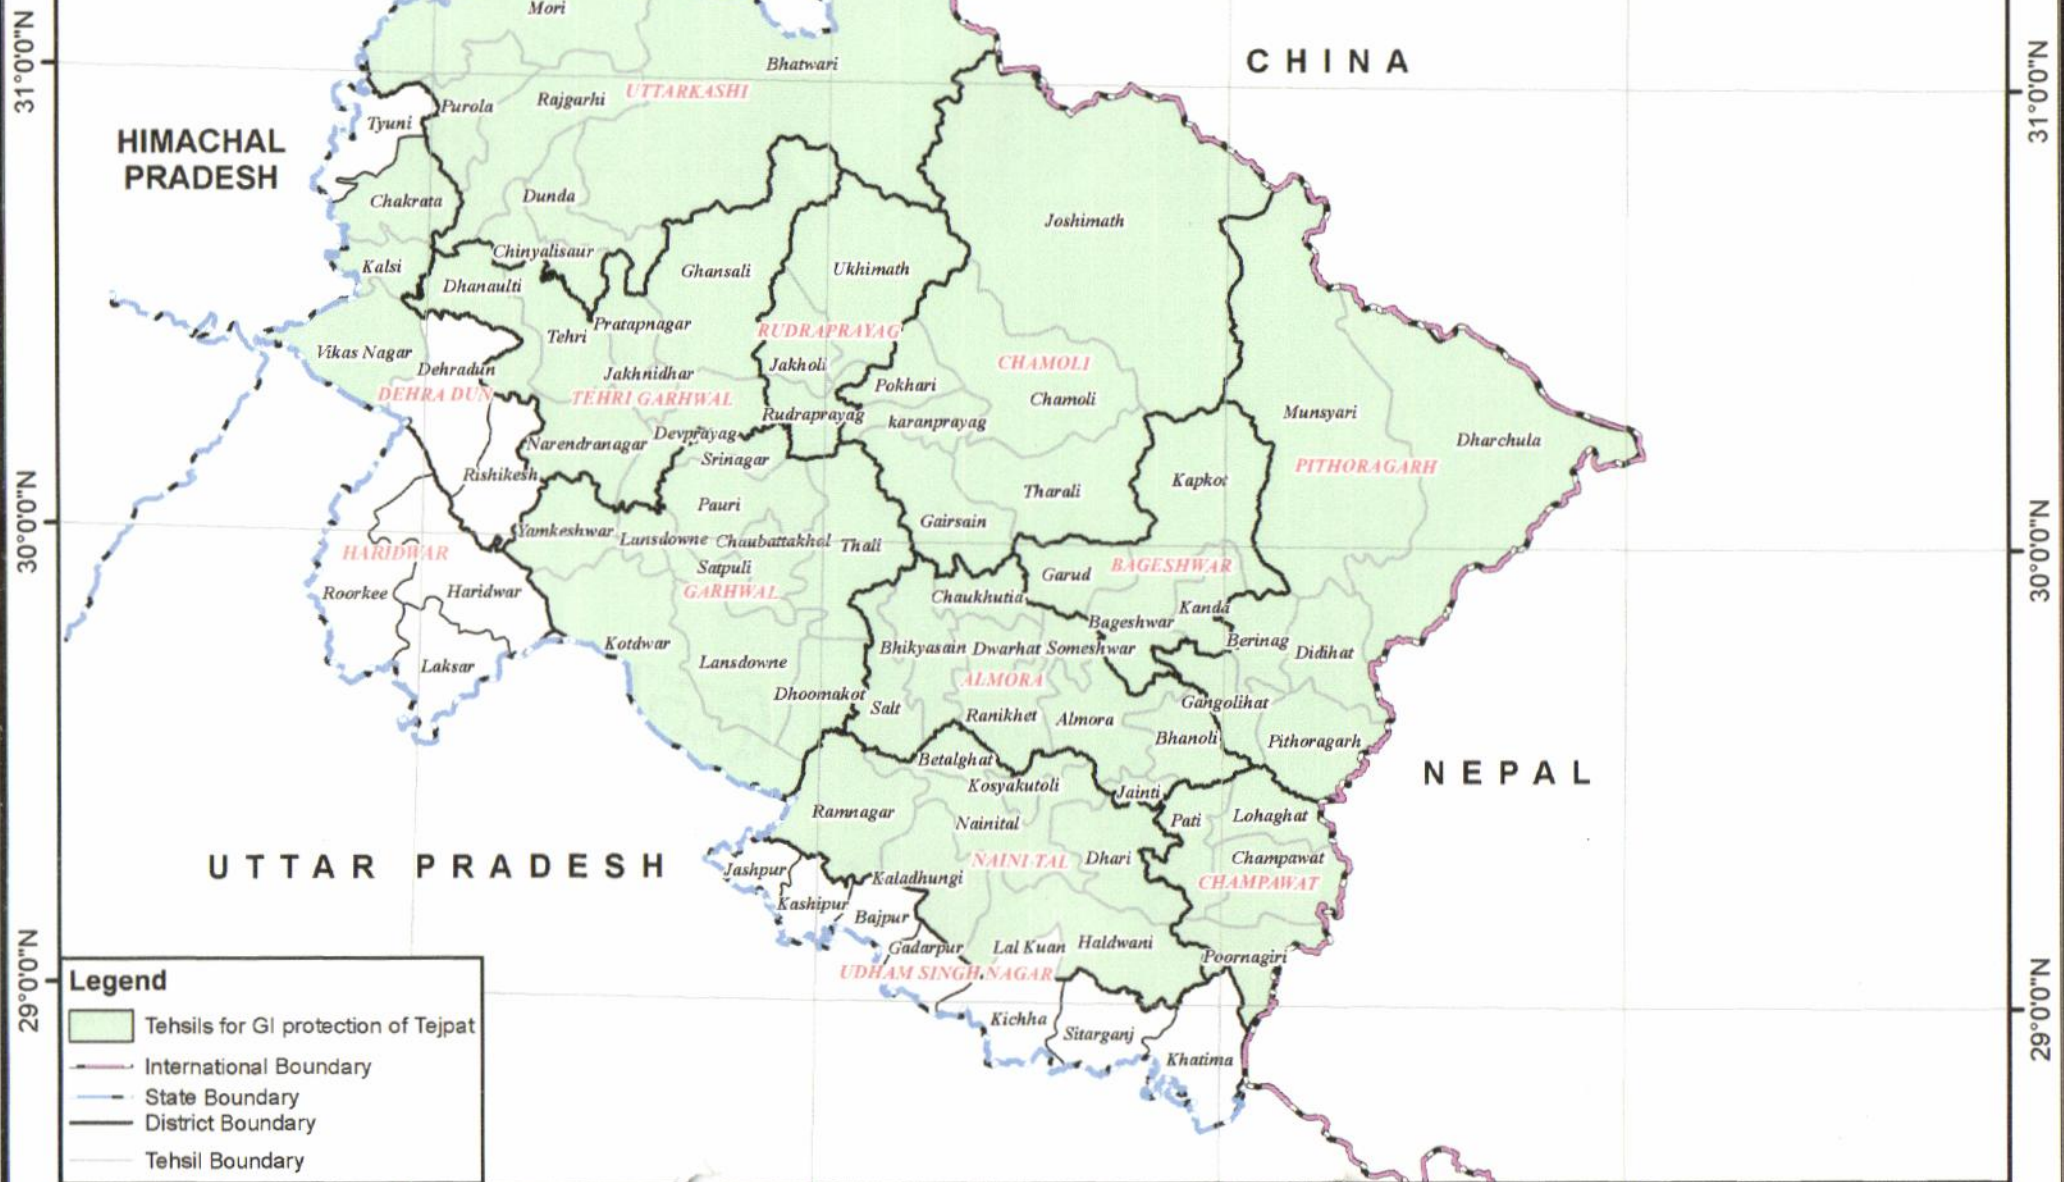 Mori
31°0'0"N
CHINA
31°0'0"N
Bhatwari
UTTARKASHI
Rajgarhi
Purola
Tyuni
HIMACHAL
PRADESH
Chakrata
Dunda
Joshimath
Chinyalisaur
Kalsi
Dhanaulti
Ghansali
Ukhimath
Tehri
Pratapnagar
RUDRAPRAYAG
Vikas Nagar
Dehradun
Jakhnidhar
Jakholi
CHAMOLI
Pokhari
DEHRA DUN
TEHRI GARHWAL
Chamoli
Munsyari
Rudraprayag
karanprayag
Dharchula
Narendranagar
Devprayag
Srinagar
PITHORAGARH
Rishikesh
Kapkot
Tharali
Pauri
30°0'0"N
Gairsain
30°0'0"N
Yamkeshwar
Lansdowne
Chaubattakhal
Thali
HARIDWAR
Satpuli
Garud
BAGESHWAR
Roorkee
Haridwar
GARHWAL
Chaukhutia
Kanda
Bageshwar
Berinag
Didihat
Kotdwar
Bhikyasain
Dwarhat
Someshwar
Laksar
Lansdowne
ALMORA
Dhoomakot
Salt
Gangolihat
Ranikhet
Almora
Bhanoli
Pithoragarh
Betalghat
NEPAL
Kosyakutoli
Jainti
Ramnagar
Nainital
Pati
Lohaghat
UTTAR PRADESH
NAINI TAL
Dhari
Champawat
Jashpur
Kaladhungi
CHAMPAWAT
Kashipur
Bajpur
Gadarpur
Lal Kuan
Haldwani
Poornagiri
UDHAM SINGH NAGAR
29°0'0"N
29°0'0"N
Kichha
Sitarganj
Khatima
Legend
Tehsils for GI protection of Tejpat
International Boundary
State Boundary
District Boundary
Tehsil Boundary